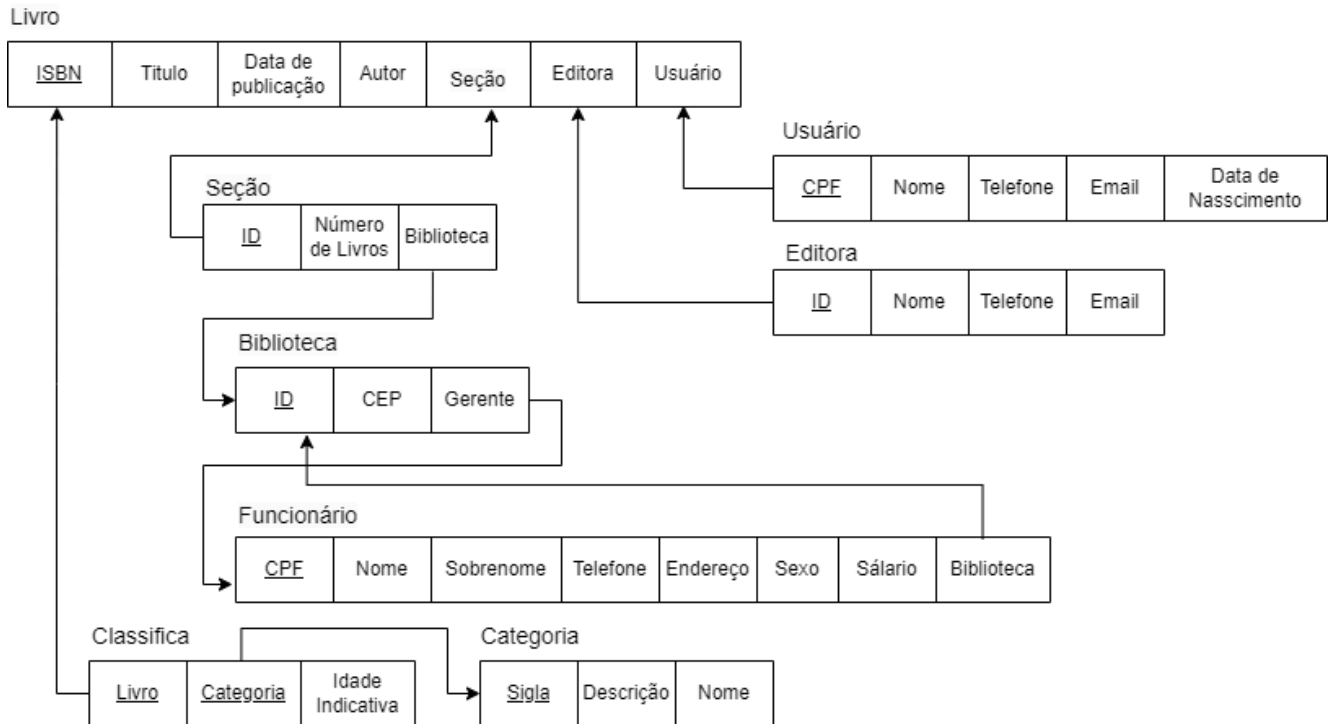 Livro
ISBN
Titulo
Data de
publicação
Autor
Seção
Editora
Usuário
Usuário
CPF
Nome
Telefone
Email
Data de
Nasscimento
Seção
ID
Número
de Livros
Biblioteca
Editora
ID
Nome
Telefone
Email
Biblioteca
ID
CEP
Gerente
Funcionário
CPF
Nome
Sobrenome
Telefone
Endereço
Sexo
Sálario
Biblioteca
Classifica
Livro
Categoria
Idade
Indicativa
Categoria
Sigla
Descrição
Nome